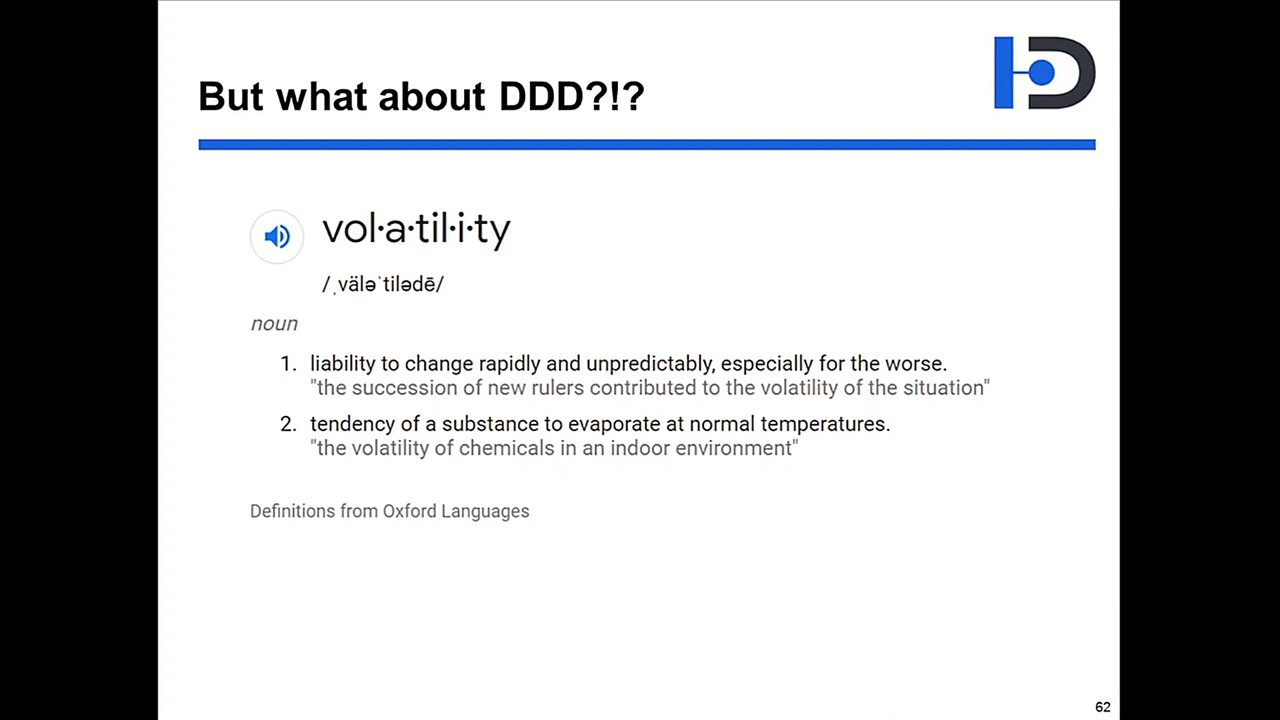 But what about DDD?!?
vol·a·til·i·ty
/ˌväləˈtilədē/
noun
1. liability to change rapidly and unpredictably, especially for the worse.
"the succession of new rulers contributed to the volatility of the situation"
2. tendency of a substance to evaporate at normal temperatures.
"the volatility of chemicals in an indoor environment"
Definitions from Oxford Languages
62